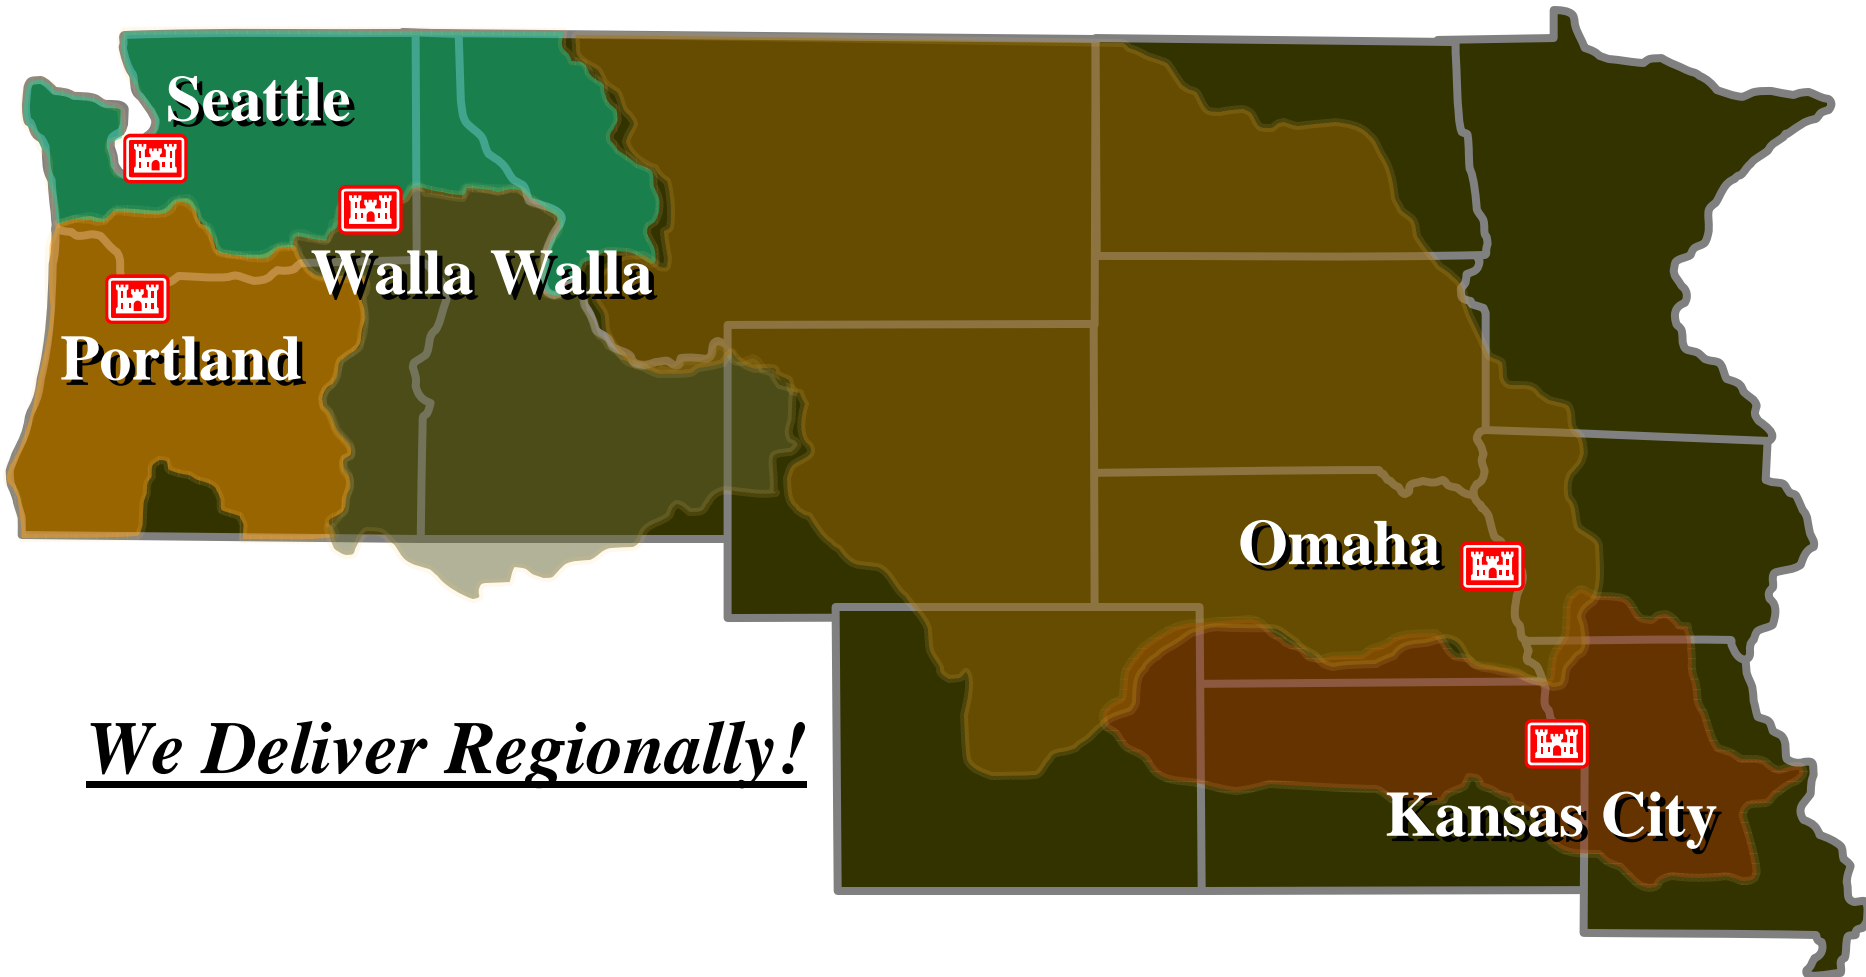 Seattle
Walla Walla
Portland
Omaha
We Deliver Regionally!
Kansas City